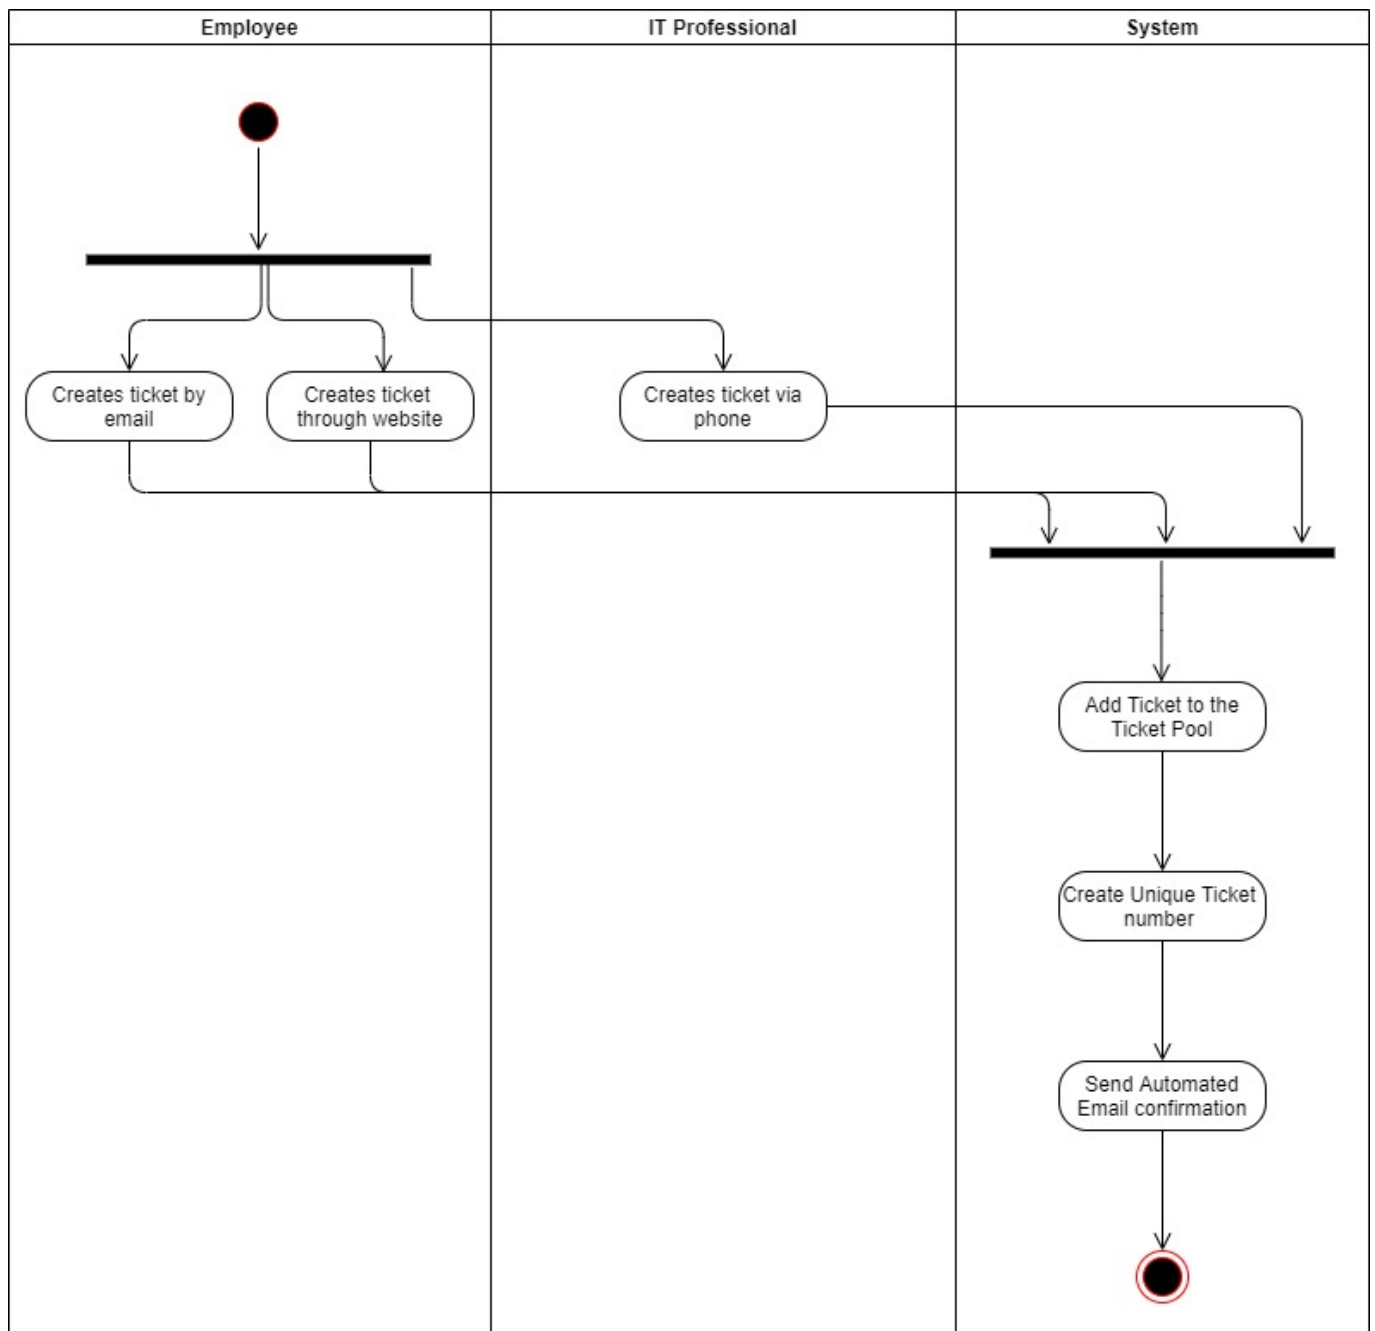 Employee
IT Professional
System
Creates ticket by
email
Creates ticket
through website
Creates ticket via
phone
Add Ticket to the
Ticket Pool
Create Unique Ticket
number
Send Automated
Email confirmation